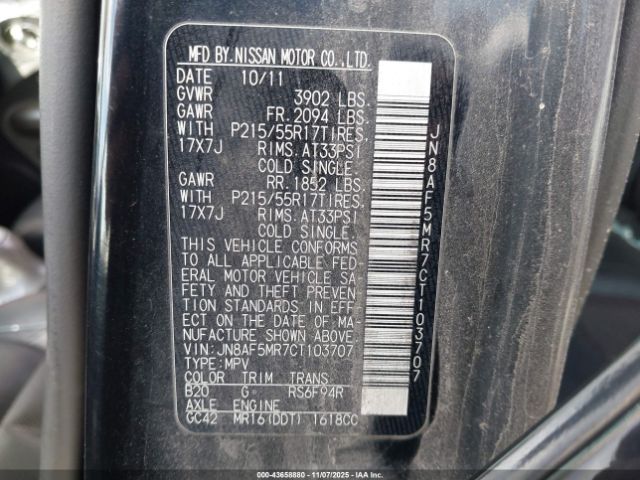 MFD BY.NISSAN MOTOR CO.,LTD.
DATE 10/11
GVWR 3902 LBS.
GAWR FR.2094 LBS.
WITH P215/55R17TIRES.
17X7J RIMS.AT33PSI
COLD SINGLE.
GAWR RR.1852 LBS.
WITH P215/55R17TIRES.
17X7J RIMS.AT33PSI
COLD SINGLE.
THIS VEHICLE CONFORMS
TO ALL APPLICABLE FED-
ERAL MOTOR VEHICLE SA-
FETY AND THEFT PREVEN
TION STANDARDS IN EFF
ECT ON THE DATE OF MA-
NUFACTURE SHOWN ABOVE.
VIN:JN8AF5MR7CT103707
TYPE:MPV
COLOR TRIM TRANS
B20 G- RS6F94R
AXLE ENGINE
GC42 MR16(DDT) 1618CC
JN8AF5MR7CT103707
000-43658880 11/07/2025 IAAI.COM